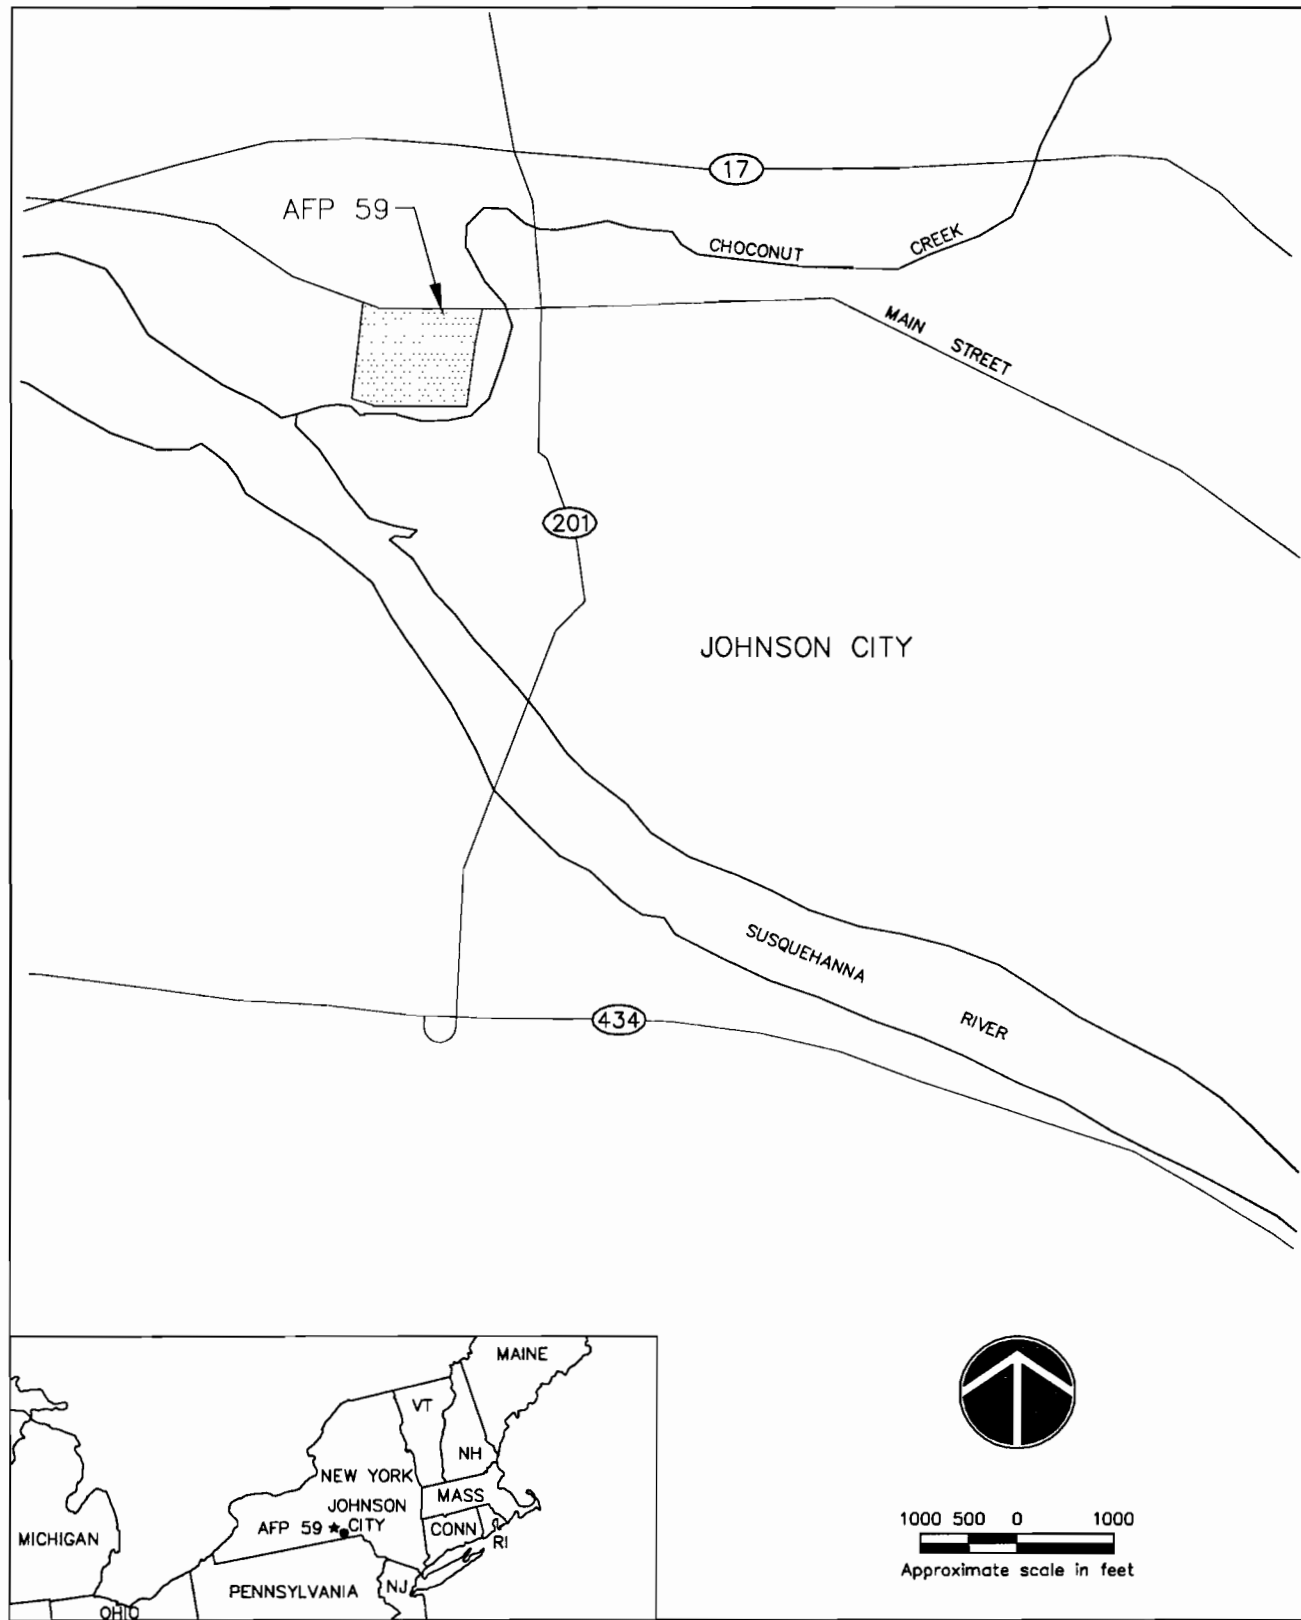 17
AFP 59
CHOCONUT CREEK
MAIN STREET
201
JOHNSON CITY
SUSQUEHANNA RIVER
434
MAINE
VT
NH
NEW YORK
MASS
JOHNSON
CITY
AFP 59
CONN
RI
MICHIGAN
PENNSYLVANIA
NJ
OHIO
1000 500 0 1000
Approximate scale in feet